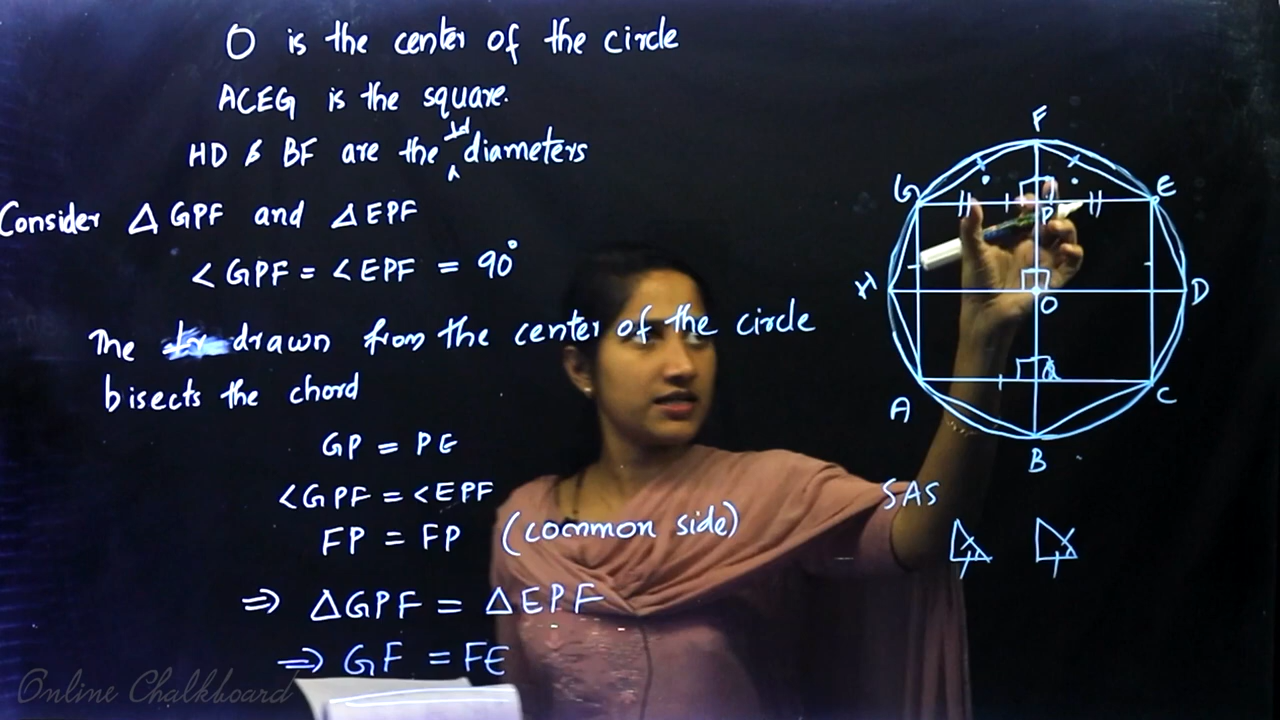 O is the center of the circle
ACEG is the square.
HD & BF are the ⊥d diameters
Consider △ GPF and △ EPF
∠GPF = ∠EPF = 90°
The drawn from the center of the circle
bisects the chord
GP = PE
∠GPF = ∠EPF
FP = FP (common side)
⇒ △GPF = △EPF
⇒ GF = FE
F
G
E
P
H
O
D
A
Q
C
B
SAS
Online Chalkboard